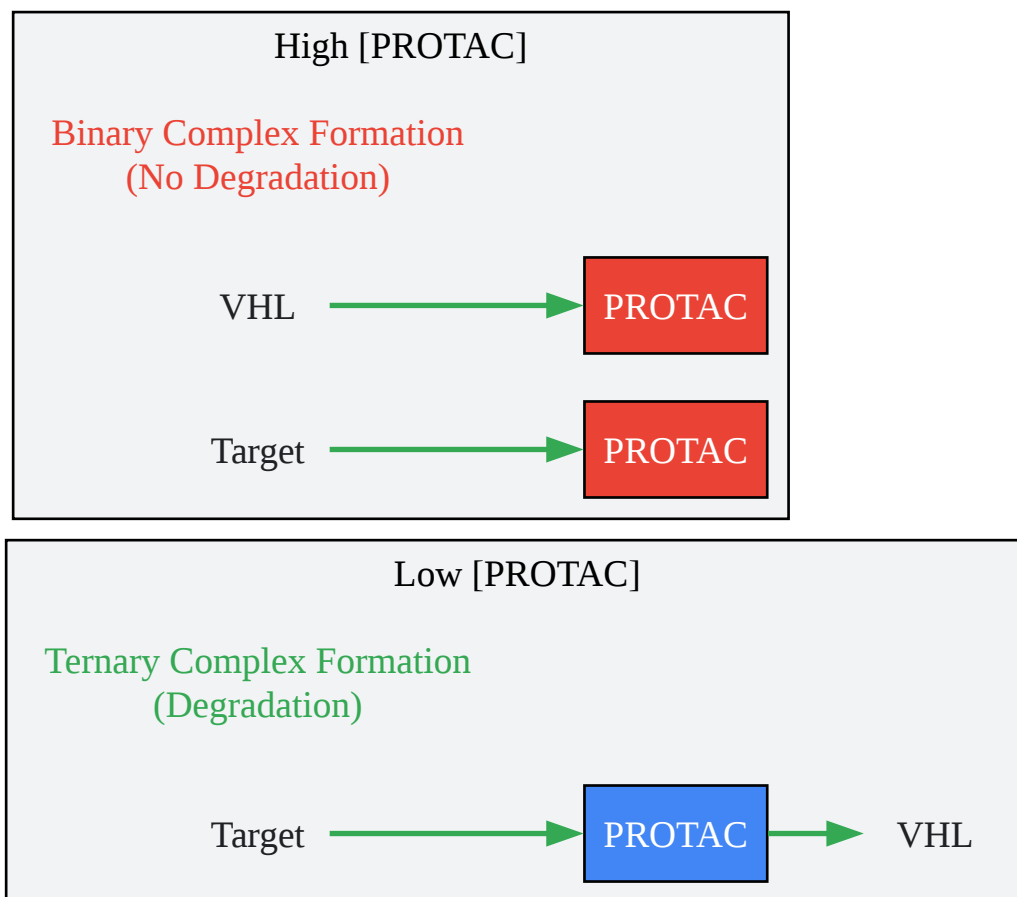 High [PROTAC]
Binary Complex Formation
(No Degradation)
VHL
PROTAC
Target
PROTAC
Low [PROTAC]
Ternary Complex Formation
(Degradation)
Target
PROTAC
VHL